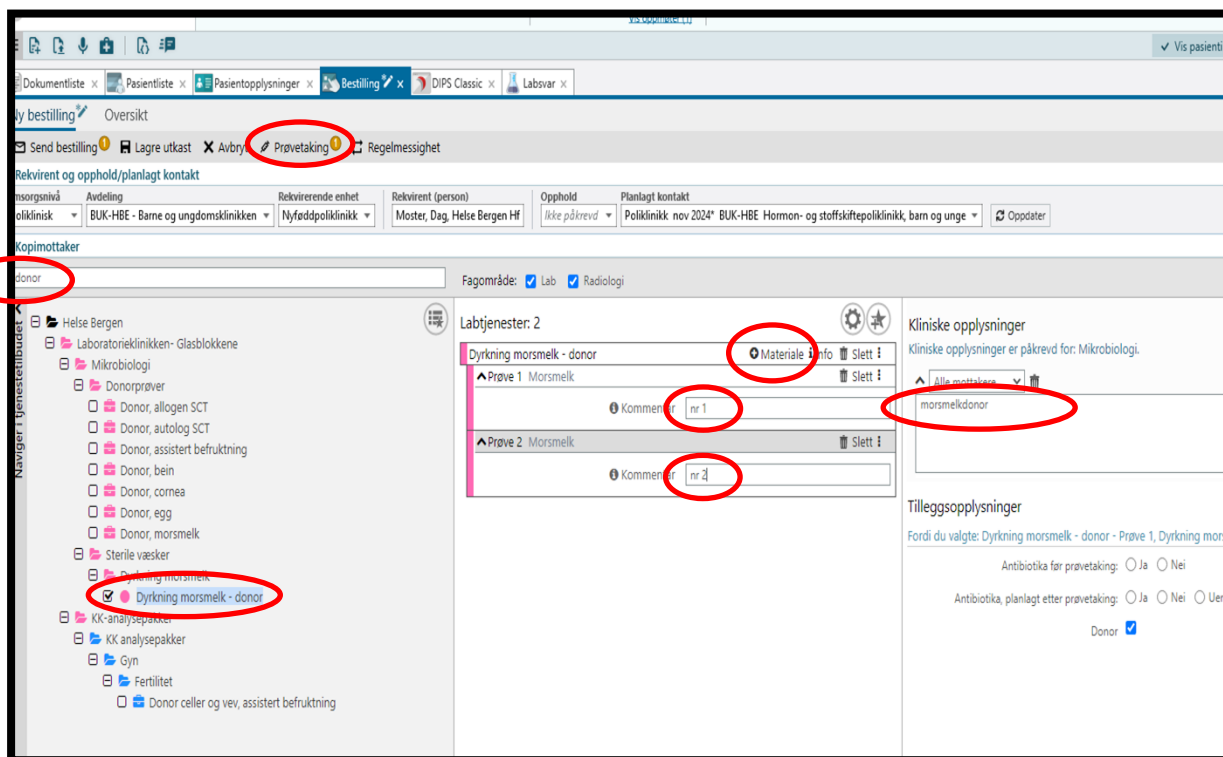 Vis oppmøter (1)
Vis pasienti
Dokumentliste × Pasientliste × Pasientopplysninger × Bestilling × DIPS Classic × Labsvar ×
Ny bestilling Oversikt
Send bestilling Lagre utkast Avbryt Prøvetaking Regelmessighet
Rekvirent og opphold/planlagt kontakt
msorgsnivå Avdeling Rekvirerende enhet Rekvirent (person) Opphold Planlagt kontakt
oliklinisk BUK-HBE - Barne og ungdomsklinikken Nyføddpoliklinikk Moster, Dag, Helse Bergen Hf Ikke påkrevd Poliklinikk nov 2024* BUK-HBE Hormon- og stoffskiftepoliklinikk, barn og unge Oppdater
Kopimottaker
donor
Fagområde: Lab Radiologi
Naviger i tjenestetilbudet
Helse Bergen
Laboratorieklinikken- Glasblokkene
Mikrobiologi
Donorprøver
Donor, allogen SCT
Donor, autolog SCT
Donor, assistert befruktning
Donor, bein
Donor, cornea
Donor, egg
Donor, morsmelk
Sterile væsker
Dyrkning morsmelk
Dyrkning morsmelk - donor
KK-analysepakker
KK analysepakker
Gyn
Fertilitet
Donor celler og vev, assistert befruktning
Labtjenester: 2
Dyrkning morsmelk - donor Materiale Info Slett
Prøve 1 Morsmelk Slett
Kommentar nr 1
Prøve 2 Morsmelk Slett
Kommentar nr 2
Kliniske opplysninger
Kliniske opplysninger er påkrevd for: Mikrobiologi.
Alle mottakere
morsmelkdonor
Tilleggsopplysninger
Fordi du valgte: Dyrkning morsmelk - donor - Prøve 1, Dyrkning mors
Antibiotika før prøvetaking: Ja Nei
Antibiotika, planlagt etter prøvetaking: Ja Nei Uer
Donor